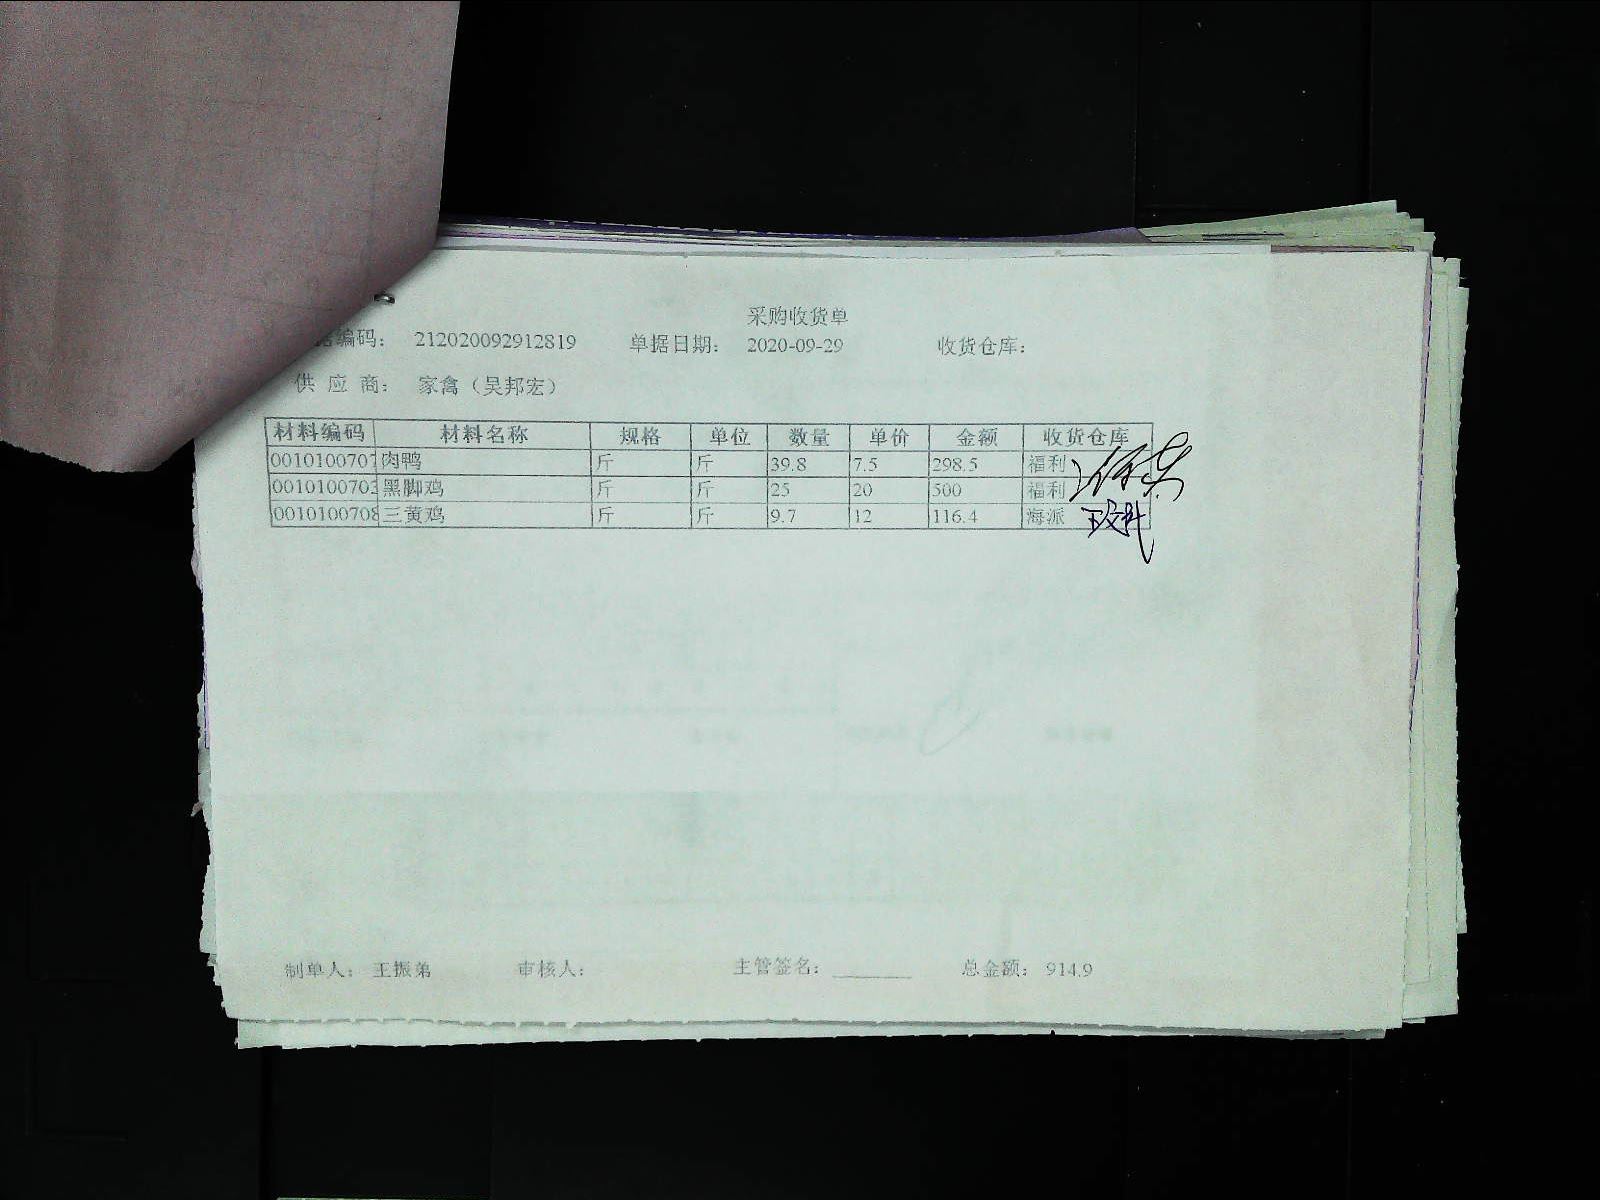 采购收货单
编码： 212020092912819 单据日期： 2020-09-29 收货仓库：
供 应 商： 家禽（吴邦宏）
材料编码 材料名称 规格 单位 数量 单价 金额 收货仓库
0010100701 肉鸭 斤 斤 39.8 7.5 298.5 福利
001010070 黑脚鸡 斤 斤 25 20 500 福利
0010100708 三黄鸡 斤 斤 9.7 12 116.4 海派
制单人： 王振弟 审核人： 主管签名： 总金额： 914.9